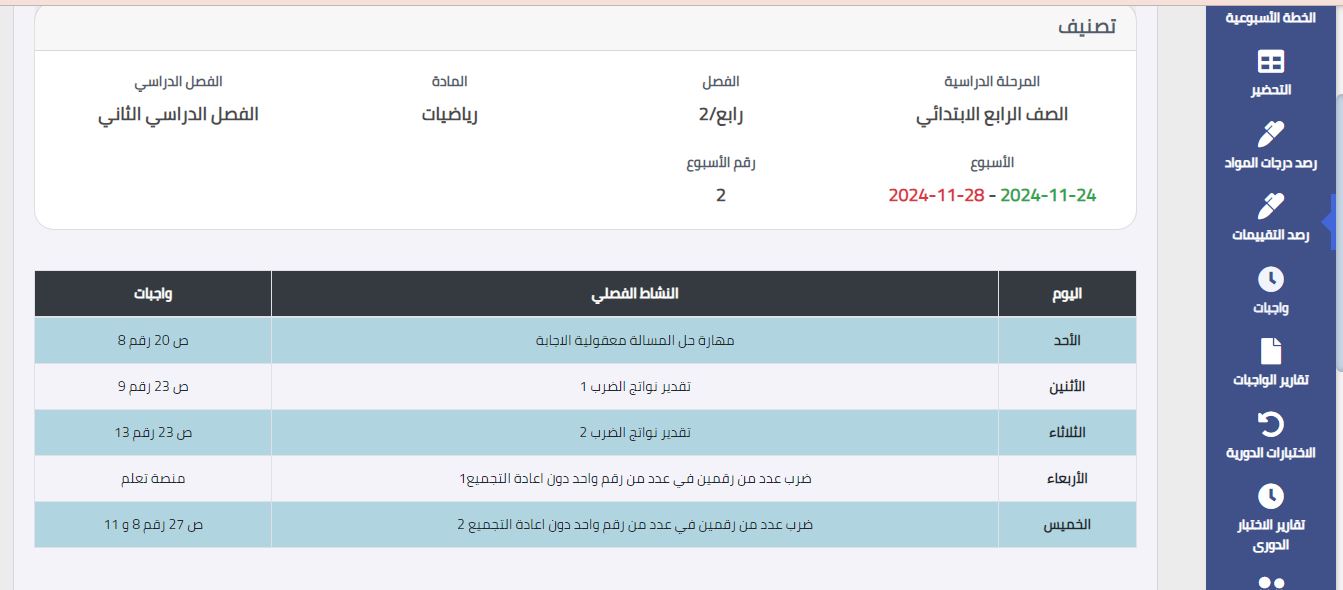 الخطة الأسبوعية
التحضير
رصد درجات المواد
رصد التقييمات
واجبات
تقارير الواجبات
الاختبارات الدورية
تقارير الاختبار
الدوري
تصنيف
المرحلة الدراسية الفصل المادة الفصل الدراسي
الصف الرابع الابتدائي رابع/2 رياضيات الفصل الدراسي الثاني
الأسبوع رقم الأسبوع
2024-11-24 - 2024-11-28 2
اليوم النشاط الفصلي واجبات
الأحد مهارة حل المسالة معقولية الاجابة ص 20 رقم 8
الأثنين تقدير نواتج الضرب 1 ص 23 رقم 9
الثلاثاء تقدير نواتج الضرب 2 ص 23 رقم 13
الأربعاء ضرب عدد من رقمين في عدد من رقم واحد دون اعادة التجميع1 منصة تعلم
الخميس ضرب عدد من رقمين في عدد من رقم واحد دون اعادة التجميع 2 ص 27 رقم 8 و 11